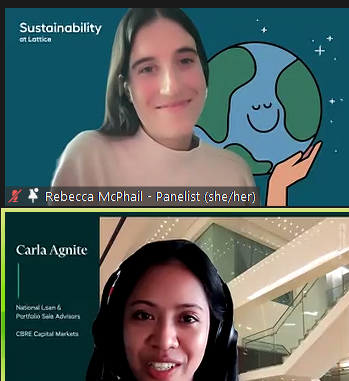 Sustainability
at Lattice
Rebecca McPhail - Panelist (she/her)
Carla Agnite
National Loan &
Portfolio Sale Advisors
CBRE Capital Markets